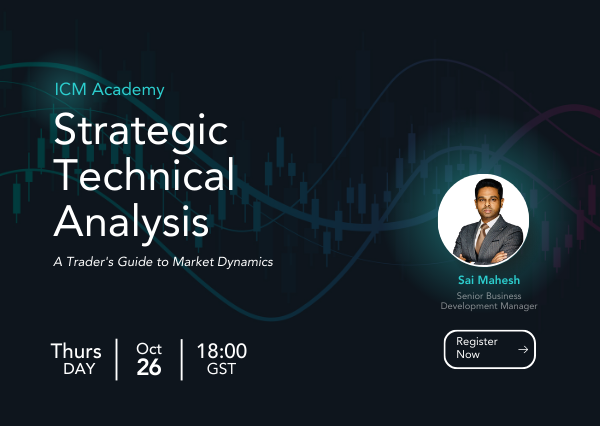 ICM Academy
Strategic
Technical
Analysis
A Trader's Guide to Market Dynamics
Sai Mahesh
Senior Business
Development Manager
Register
Now
Thurs
DAY
Oct
26
18:00
GST